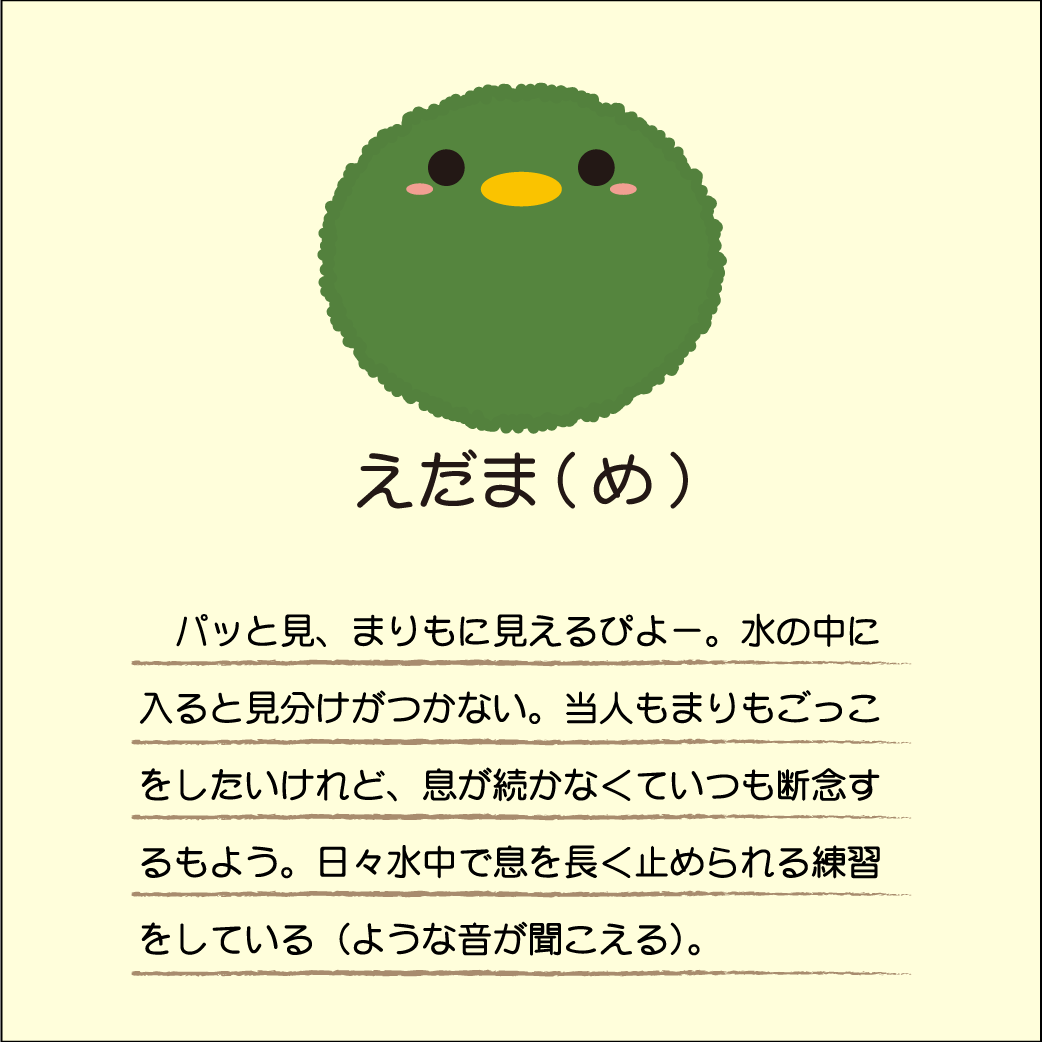 えだま（め）
パッと見、まりもに見えるぴよー。水の中に
入ると見分けがつかない。当人もまりもごっこ
をしたいけれど、息が続かなくていつも断念す
るもよう。日々水中で息を長く止められる練習
をしている（ような音が聞こえる）。